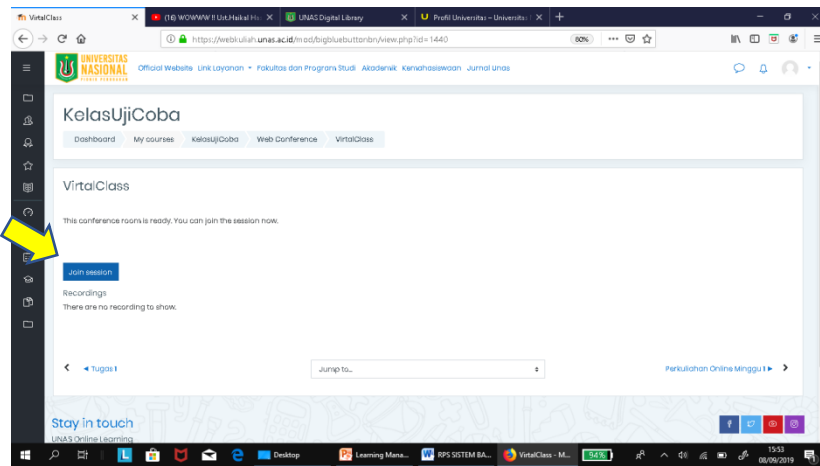 VirtalClass
(16) WOWWW !! Ust.Haikal Ha
UNAS Digital Library
Profil Universitas – Universitas
https://webkuliah.unas.ac.id/mod/bigbluebuttonbn/view.php?id=1440
80%
UNIVERSITAS
NASIONAL
Official Website Link Layanan Fakultas dan Program Studi Akademik Kemahasiswaan Jurnal Unas
KelasUjiCoba
Dashboard My courses KelasUjiCoba Web Conference VirtalClass
VirtalClass
This conference room is ready. You can join the session now.
Join session
Recordings
There are no recording to show.
◄ Tugas 1
Jump to...
Perkuliahan Online Minggu 1 ►
Stay in touch
UNAS Online Learning
Desktop
Learning Mana...
RPS SISTEM BA...
VirtalClass - M...
94%
15:53
08/09/2019